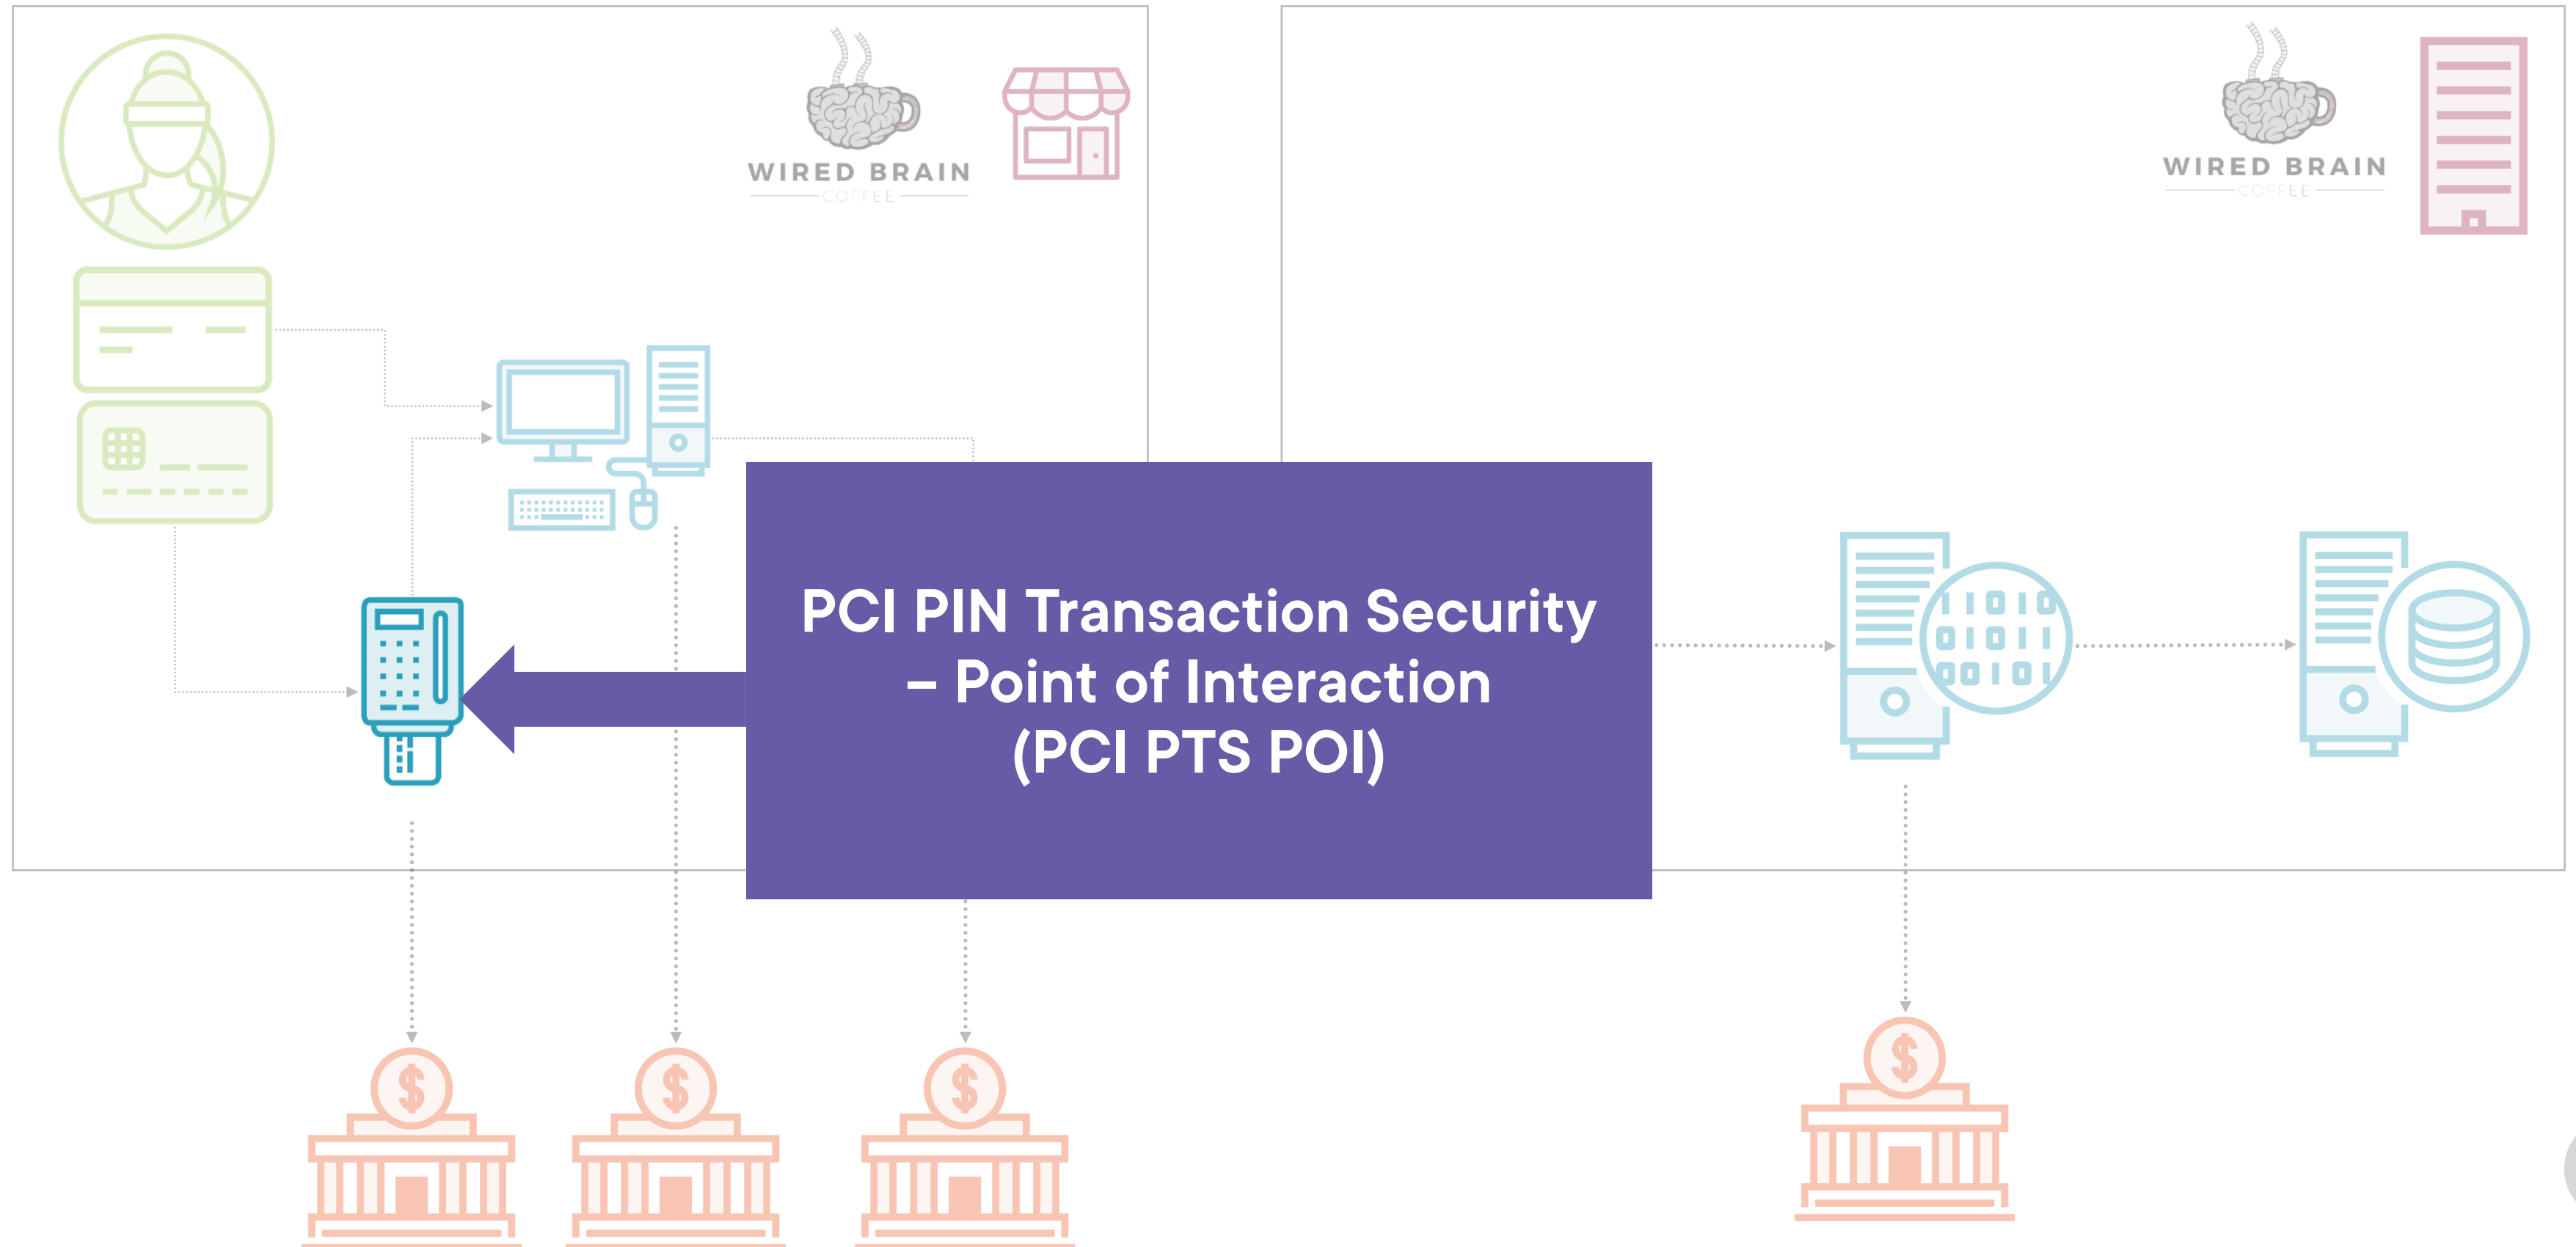 WIRED BRAIN
COFFEE
WIRED BRAIN
COFFEE
PCI PIN Transaction Security
– Point of Interaction
(PCI PTS POI)
$
$
$
$